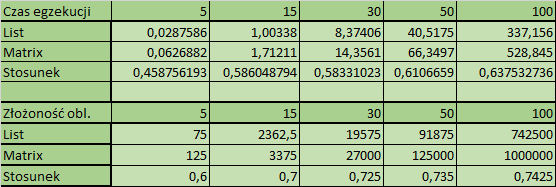 Czas egzekucji 5 15 30 50 100
List 0,0287586 1,00338 8,37406 40,5175 337,156
Matrix 0,0626882 1,71211 14,3561 66,3497 528,845
Stosunek 0,458756193 0,586048794 0,58331023 0,6106659 0,637532736
Złożoność obl. 5 15 30 50 100
List 75 2362,5 19575 91875 742500
Matrix 125 3375 27000 125000 1000000
Stosunek 0,6 0,7 0,725 0,735 0,7425